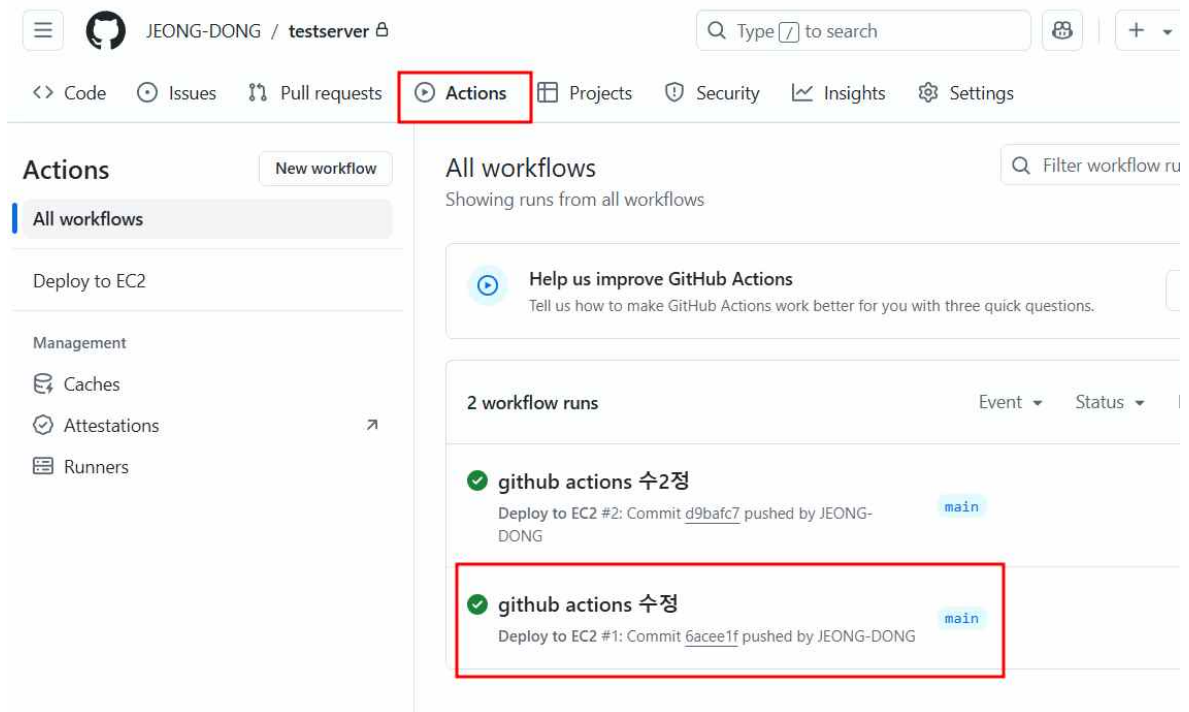 JEONG-DONG / testserver
Type / to search
Code
Issues
Pull requests
Actions
Projects
Security
Insights
Settings
Actions
New workflow
All workflows
Deploy to EC2
Management
Caches
Attestations
Runners
All workflows
Showing runs from all workflows
Filter workflow ru
Help us improve GitHub Actions
Tell us how to make GitHub Actions work better for you with three quick questions.
2 workflow runs
Event
Status
github actions 수2정
Deploy to EC2 #2: Commit d9bafc7 pushed by JEONG-
DONG
main
github actions 수정
Deploy to EC2 #1: Commit 6acee1f pushed by JEONG-DONG
main